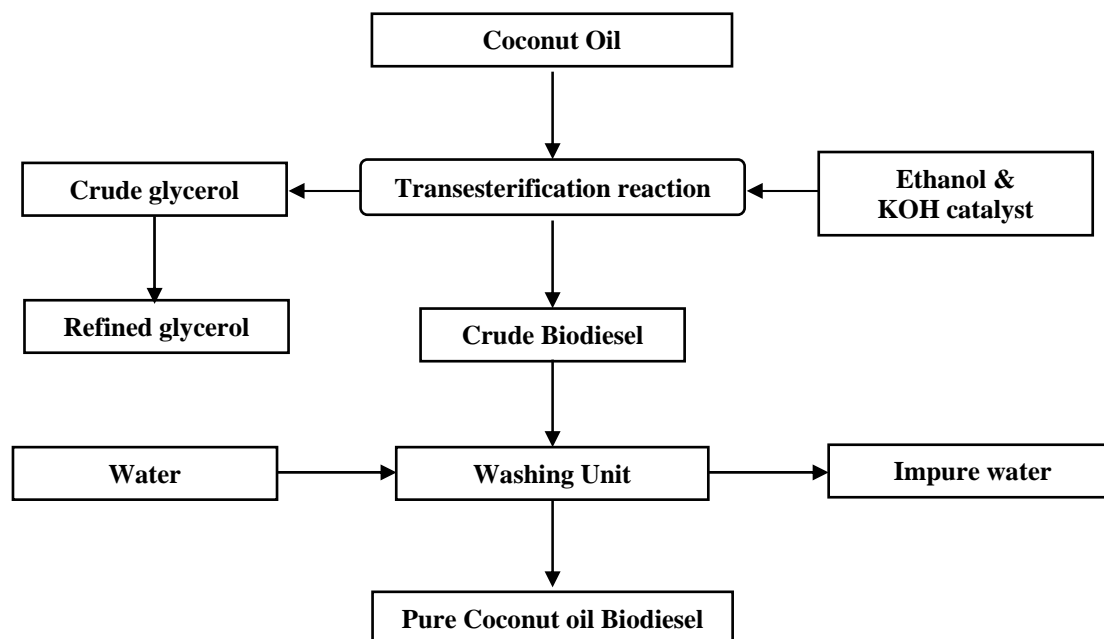 Coconut Oil
Crude glycerol
Transesterification reaction
Ethanol &
KOH catalyst
Refined glycerol
Crude Biodiesel
Water
Washing Unit
Impure water
Pure Coconut oil Biodiesel